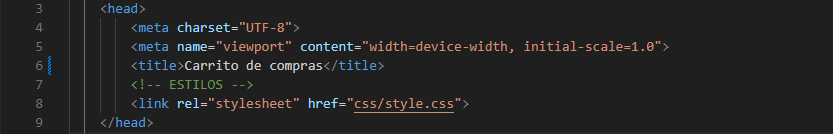 3 <head>
4 <meta charset="UTF-8">
5 <meta name="viewport" content="width=device-width, initial-scale=1.0">
6 <title>Carrito de compras</title>
7 <!-- ESTILOS -->
8 <link rel="stylesheet" href="css/style.css">
9 </head>